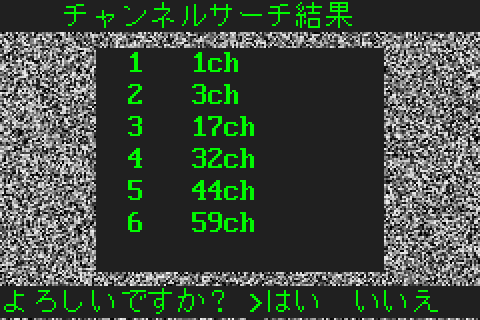 チャンネルサーチ結果
1 1ch
2 3ch
3 17ch
4 32ch
5 44ch
6 59ch
よろしいですか? >はい いいえ